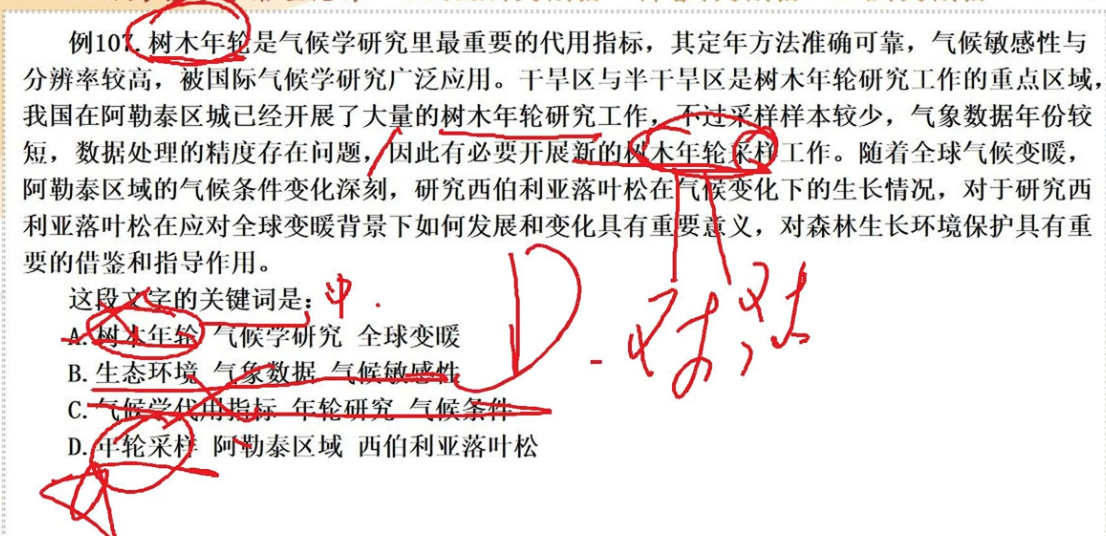 例107.树木年轮是气候学研究里最重要的代用指标，其定年方法准确可靠，气候敏感性与
分辨率较高，被国际气候学研究广泛应用。干旱区与半干旱区是树木年轮研究工作的重点区域，
我国在阿勒泰区城已经开展了大量的树木年轮研究工作，不过采样样本较少，气象数据年份较
短，数据处理的精度存在问题，因此有必要开展新的树木年轮采样工作。随着全球气候变暖，
阿勒泰区域的气候条件变化深刻，研究西伯利亚落叶松在气候变化下的生长情况，对于研究西
利亚落叶松在应对全球变暖背景下如何发展和变化具有重要意义，对森林生长环境保护具有重
要的借鉴和指导作用。
这段文字的关键词是：
A.树木年轮 气候学研究 全球变暖
B.生态环境 气象数据 气候敏感性
C.气候学代用指标 年轮研究 气候条件
D.年轮采样 阿勒泰区域 西伯利亚落叶松
D